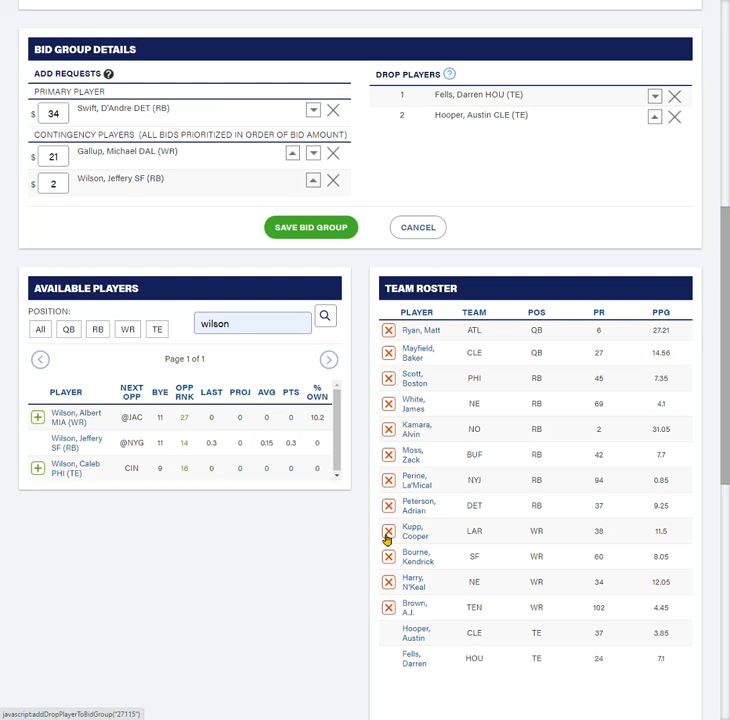 BID GROUP DETAILS
ADD REQUESTS ?
PRIMARY PLAYER
$ 34 Swift, D'Andre DET (RB)
CONTINGENCY PLAYERS (ALL BIDS PRIORITIZED IN ORDER OF BID AMOUNT)
$ 21 Gallup, Michael DAL (WR)
$ 2 Wilson, Jeffery SF (RB)
DROP PLAYERS ?
1 Fells, Darren HOU (TE)
2 Hooper, Austin CLE (TE)
SAVE BID GROUP CANCEL
AVAILABLE PLAYERS
POSITION:
All QB RB WR TE
wilson
Page 1 of 1
PLAYER NEXT OPP BYE OPP RNK LAST PROJ AVG PTS % OWN
Wilson, Albert MIA (WR) @JAC 11 27 0 0 0 0 10.2
Wilson, Jeffery SF (RB) @NYG 11 14 0.3 0 0.15 0.3 0
Wilson, Caleb PHI (TE) CIN 9 16 0 0 0 0 0
TEAM ROSTER
PLAYER TEAM POS PR PPG
Ryan, Matt ATL QB 6 27.21
Mayfield, Baker CLE QB 27 14.56
Scott, Boston PHI RB 45 7.35
White, James NE RB 69 4.1
Kamara, Alvin NO RB 2 31.05
Moss, Zack BUF RB 42 7.7
Perine, La'Mical NYJ RB 94 0.85
Peterson, Adrian DET RB 37 9.25
Kupp, Cooper LAR WR 38 11.5
Bourne, Kendrick SF WR 60 8.05
Harry, N'Keal NE WR 34 12.05
Brown, A.J. TEN WR 102 4.45
Hooper, Austin CLE TE 37 3.85
Fells, Darren HOU TE 24 7.1
javascript:addDropPlayerToBidGroup("27115")